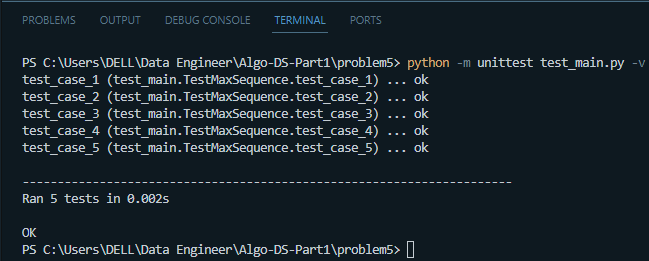 PROBLEMS OUTPUT DEBUG CONSOLE TERMINAL PORTS
PS C:\Users\DELL\Data Engineer\Algo-DS-Part1\problem5> python -m unittest test_main.py -v
test_case_1 (test_main.TestMaxSequence.test_case_1) ... ok
test_case_2 (test_main.TestMaxSequence.test_case_2) ... ok
test_case_3 (test_main.TestMaxSequence.test_case_3) ... ok
test_case_4 (test_main.TestMaxSequence.test_case_4) ... ok
test_case_5 (test_main.TestMaxSequence.test_case_5) ... ok
----------------------------------------------------------------------
Ran 5 tests in 0.002s
OK
PS C:\Users\DELL\Data Engineer\Algo-DS-Part1\problem5>